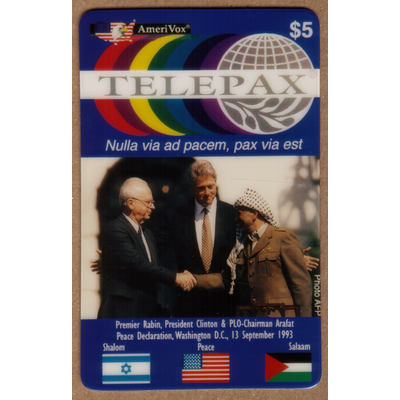 AmeriVox®
$5
TELEPAX
Nulla via ad pacem, pax via est
Photo AI-P
Premier Rabin, President Clinton & PLO-Chairman Arafat
Peace Declaration, Washington D.C., 13 September 1993
Shalom Peace Salaam